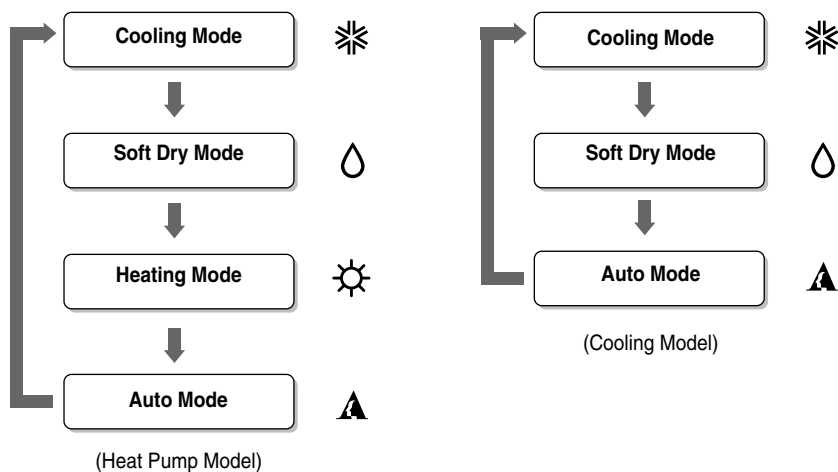 Cooling Mode
Soft Dry Mode
Heating Mode
Auto Mode
(Heat Pump Model)
Cooling Mode
Soft Dry Mode
Auto Mode
(Cooling Model)